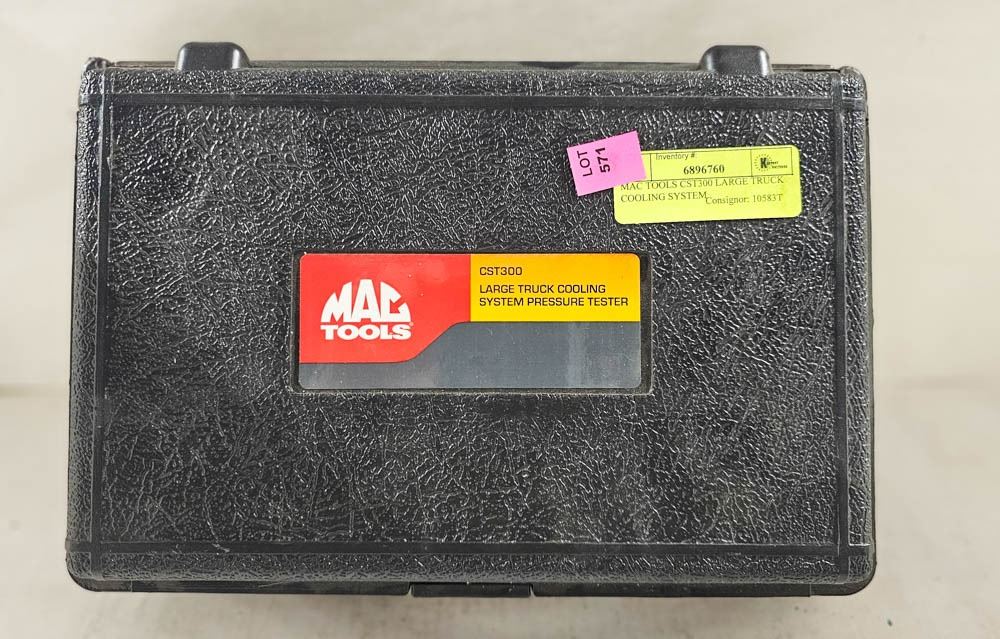 LOT
571
Inventory #:
6896760
MAC TOOLS CST300 LARGE TRUCK
COOLING SYSTEM
Consignor: 10583T
MAC
TOOLS
CST300
LARGE TRUCK COOLING
SYSTEM PRESSURE TESTER